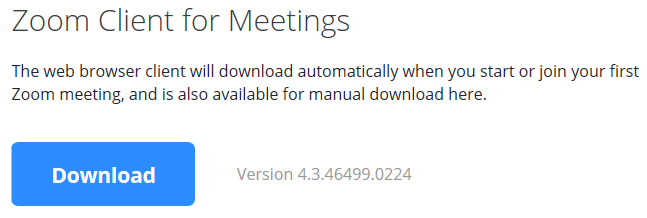 Zoom Client for Meetings
The web browser client will download automatically when you start or join your first
Zoom meeting, and is also available for manual download here.
Download
Version 4.3.46499.0224